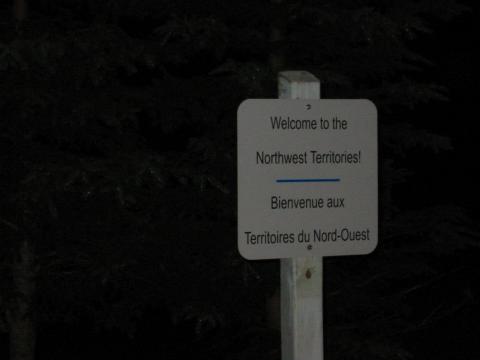 Welcome to the
Northwest Territories!
Bienvenue aux
Territoires du Nord-Ouest